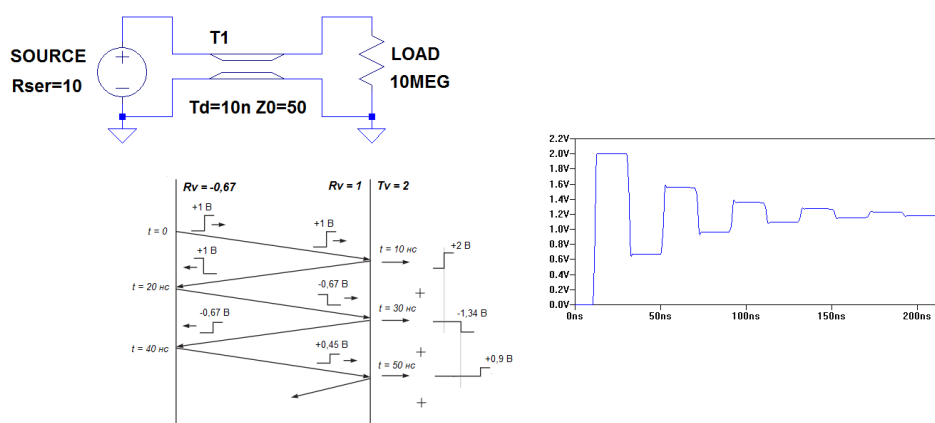 T1
SOURCE
Rser=10
LOAD
10MEG
Td=10n Z0=50
Rv = -0,67
Rv = 1
Tv = 2
+1 В
t = 0
+1 В
t = 10 нс
+2 В
+1 В
+
t = 20 нс
-0,67 В
t = 30 нс
-1,34 В
-0,67 В
+
t = 40 нс
+0,45 В
t = 50 нс
+0,9 В
+
2.2V
2.0V
1.8V
1.6V
1.4V
1.2V
1.0V
0.8V
0.6V
0.4V
0.2V
0.0V
0ns 50ns 100ns 150ns 200ns